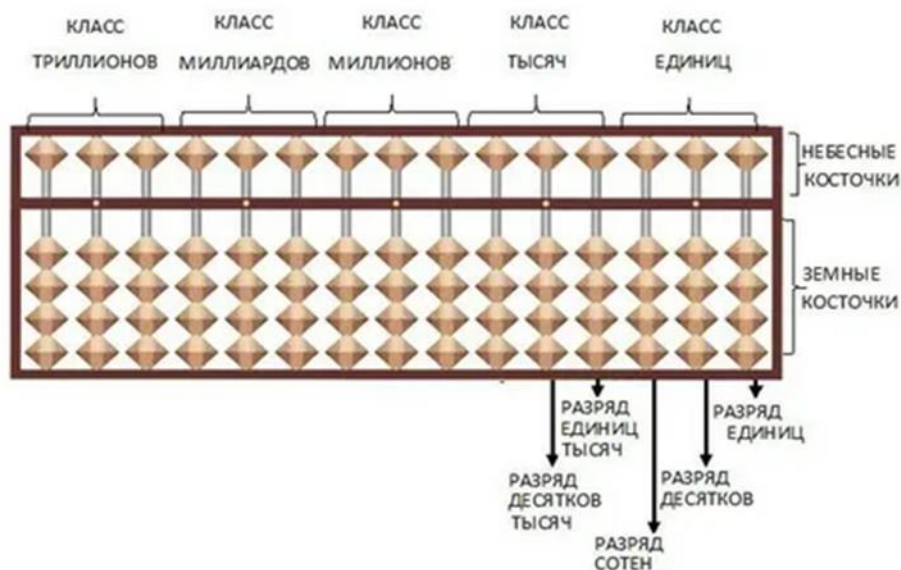 КЛАСС
ТРИЛЛИОНОВ
КЛАСС
МИЛЛИАРДОВ
КЛАСС
МИЛЛИОНОВ
КЛАСС
ТЫСЯЧ
КЛАСС
ЕДИНИЦ
НЕБЕСНЫЕ
КОСТОЧКИ
ЗЕМНЫЕ
КОСТОЧКИ
РАЗРЯД
ДЕСЯТКОВ
ТЫСЯЧ
РАЗРЯД
ЕДИНИЦ
ТЫСЯЧ
РАЗРЯД
СОТЕН
РАЗРЯД
ДЕСЯТКОВ
РАЗРЯД
ЕДИНИЦ